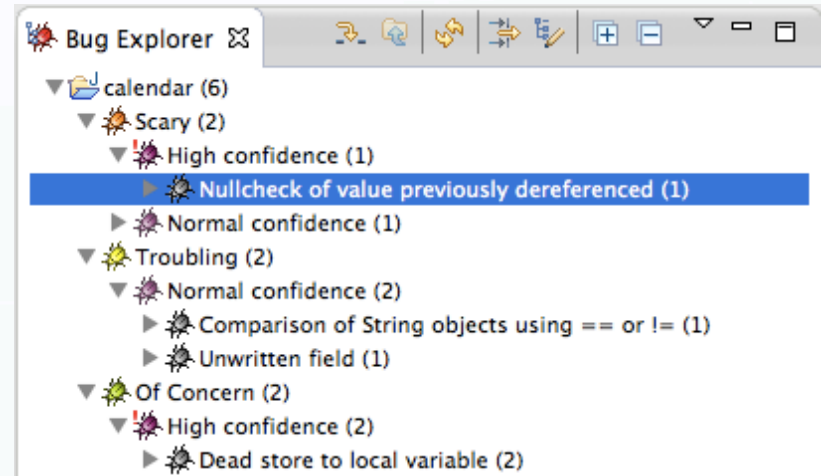 Bug Explorer
calendar (6)
Scary (2)
High confidence (1)
Nullcheck of value previously dereferenced (1)
Normal confidence (1)
Troubling (2)
Normal confidence (2)
Comparison of String objects using == or != (1)
Unwritten field (1)
Of Concern (2)
High confidence (2)
Dead store to local variable (2)